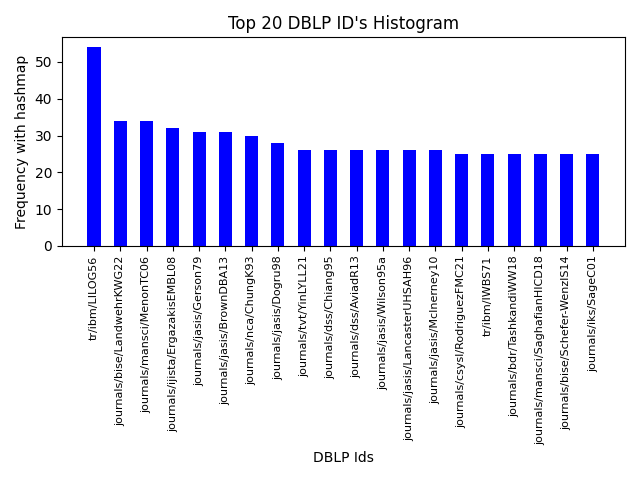 Top 20 DBLP ID's Histogram
Frequency with hashmap
50
40
30
20
10
0
tr/ibm/LILOG56
journals/bise/LandwehrKWG22
journals/mansci/MenonTC06
journals/ijista/ErgazakisEMBL08
journals/jasis/Gerson79
journals/jasis/BrownDBA13
journals/nca/ChungK93
journals/jasis/Dogru98
journals/tvt/YinLYLL21
journals/dss/Chiang95
journals/dss/AviadR13
journals/jasis/Wilson95a
journals/jasis/LancasterUHSAH96
journals/jasis/McInerney10
journals/csysl/RodriguezFMC21
tr/ibm/IWBS71
journals/bdr/TashkandiWW18
journals/mansci/SaghafianHICD18
journals/bise/Schefer-WenzlS14
journals/lks/SageC01
DBLP Ids